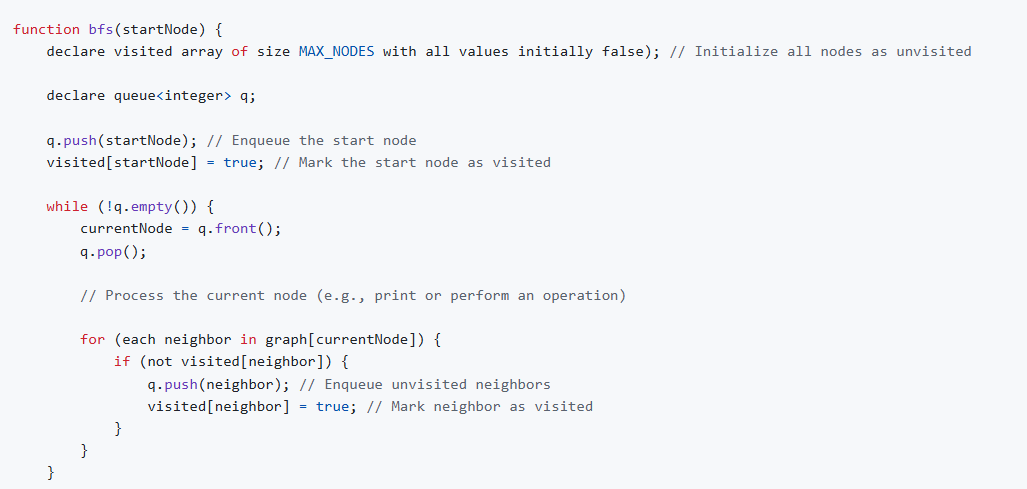 function bfs(startNode) {
    declare visited array of size MAX_NODES with all values initially false); // Initialize all nodes as unvisited
    declare queue<integer> q;
    q.push(startNode); // Enqueue the start node
    visited[startNode] = true; // Mark the start node as visited
    while (!q.empty()) {
        currentNode = q.front();
        q.pop();
        // Process the current node (e.g., print or perform an operation)
        for (each neighbor in graph[currentNode]) {
            if (not visited[neighbor]) {
                q.push(neighbor); // Enqueue unvisited neighbors
                visited[neighbor] = true; // Mark neighbor as visited
            }
        }
    }